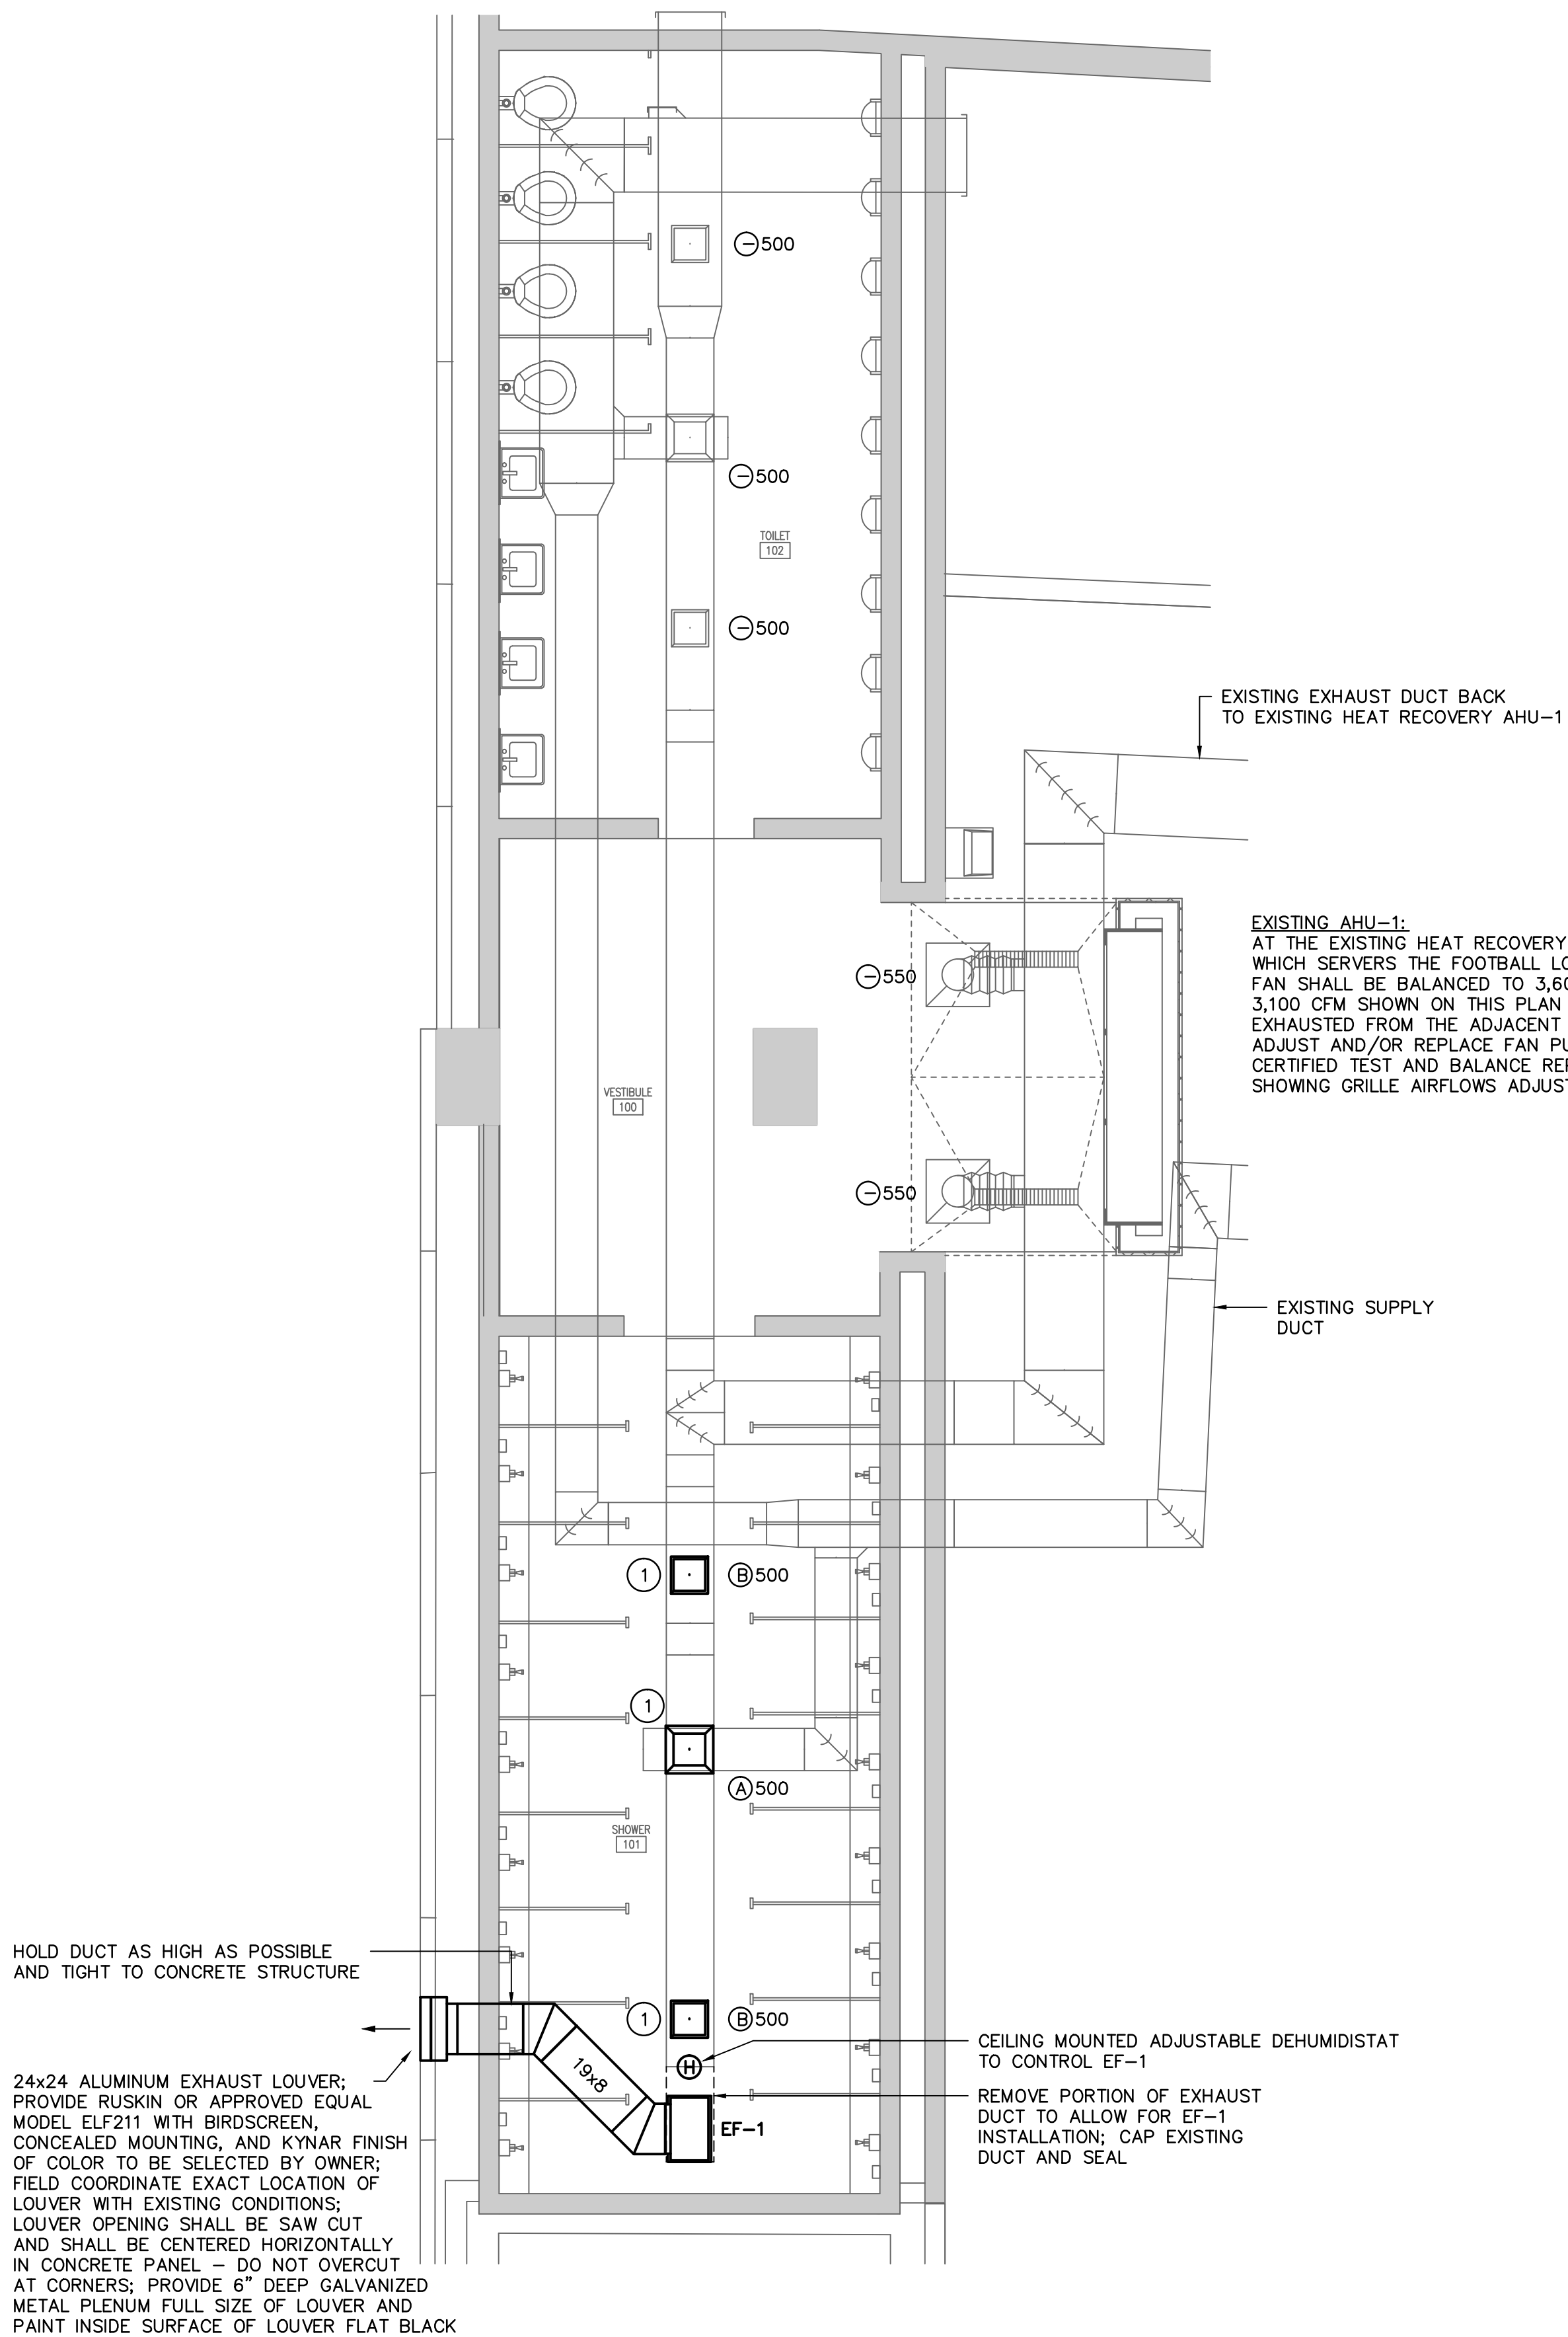 ⊖500
⊖500
TOILET
102
⊖500
EXISTING EXHAUST DUCT BACK
TO EXISTING HEAT RECOVERY AHU-1
EXISTING AHU-1:
AT THE EXISTING HEAT RECOVERY
WHICH SERVERS THE FOOTBALL LO
FAN SHALL BE BALANCED TO 3,60
3,100 CFM SHOWN ON THIS PLAN
EXHAUSTED FROM THE ADJACENT
ADJUST AND/OR REPLACE FAN PU
CERTIFIED TEST AND BALANCE REP
SHOWING GRILLE AIRFLOWS ADJUST
⊖550
VESTIBULE
100
⊖550
EXISTING SUPPLY
DUCT
1 B 500
1
A 500
SHOWER
101
HOLD DUCT AS HIGH AS POSSIBLE
AND TIGHT TO CONCRETE STRUCTURE
1 B 500
H
CEILING MOUNTED ADJUSTABLE DEHUMIDISTAT
TO CONTROL EF-1
19x8
REMOVE PORTION OF EXHAUST
DUCT TO ALLOW FOR EF-1
INSTALLATION; CAP EXISTING
DUCT AND SEAL
EF-1
24x24 ALUMINUM EXHAUST LOUVER;
PROVIDE RUSKIN OR APPROVED EQUAL
MODEL ELF211 WITH BIRDSCREEN,
CONCEALED MOUNTING, AND KYNAR FINISH
OF COLOR TO BE SELECTED BY OWNER;
FIELD COORDINATE EXACT LOCATION OF
LOUVER WITH EXISTING CONDITIONS;
LOUVER OPENING SHALL BE SAW CUT
AND SHALL BE CENTERED HORIZONTALLY
IN CONCRETE PANEL – DO NOT OVERCUT
AT CORNERS; PROVIDE 6" DEEP GALVANIZED
METAL PLENUM FULL SIZE OF LOUVER AND
PAINT INSIDE SURFACE OF LOUVER FLAT BLACK